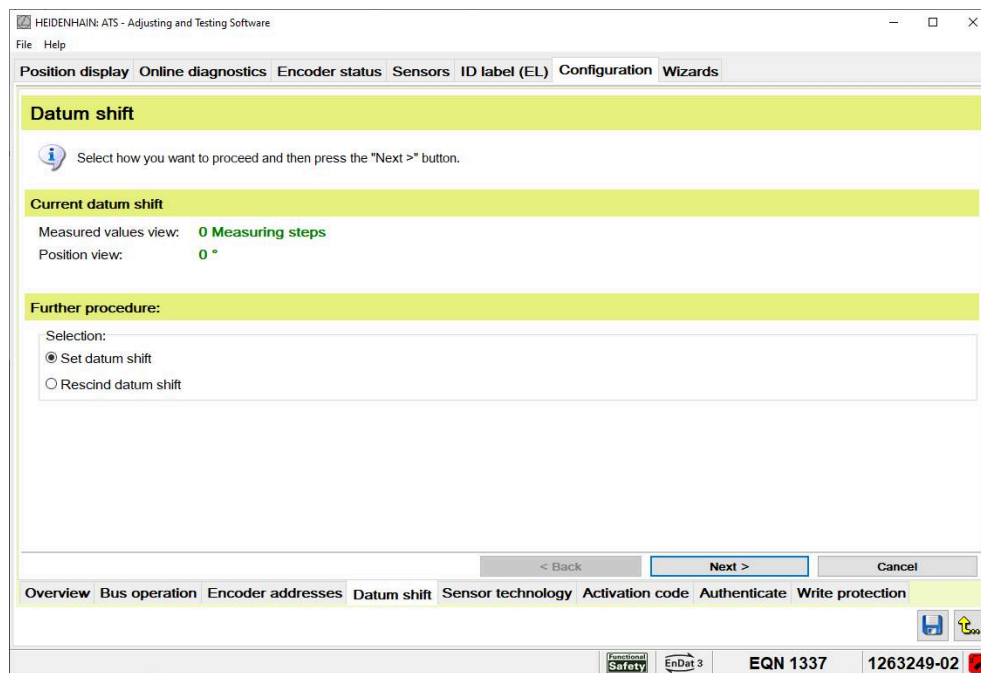 HEIDENHAIN: ATS - Adjusting and Testing Software
File Help
Position display Online diagnostics Encoder status Sensors ID label (EL) Configuration Wizards
Datum shift
Select how you want to proceed and then press the "Next >" button.
Current datum shift
Measured values view: 0 Measuring steps
Position view: 0 °
Further procedure:
Selection:
Set datum shift
Rescind datum shift
< Back Next > Cancel
Overview Bus operation Encoder addresses Datum shift Sensor technology Activation code Authenticate Write protection
Functional Safety EnDat 3 EQN 1337 1263249-02